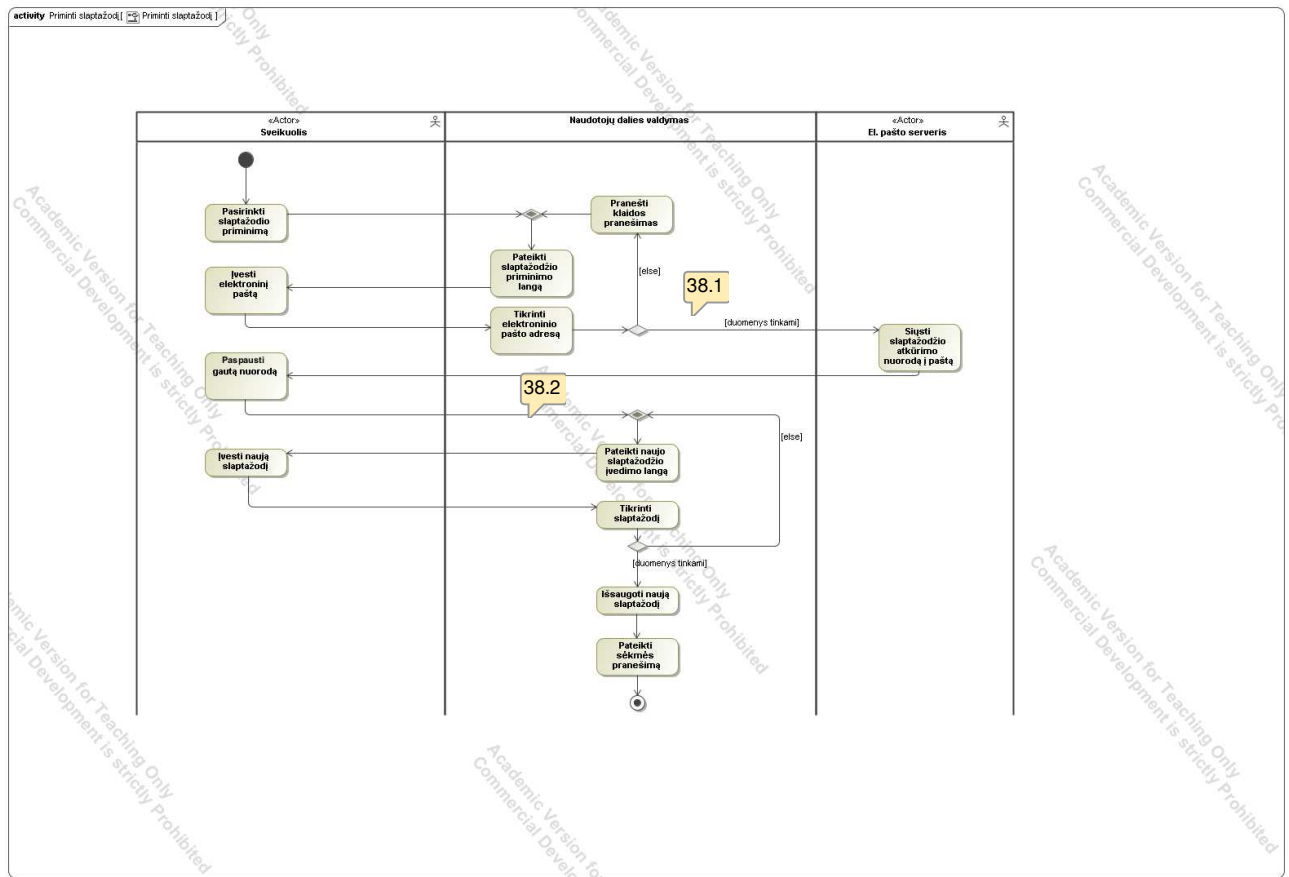 activity Priminti slaptažodį[ Priminti slaptažodį ]
«Actor»
Sveikuolis
Naudotojų dalies valdymas
«Actor»
El. pašto serveris
Pasirinkti
slaptažodio
priminimą
Pranešti
klaidos
pranešimas
Pateikti
slaptažodžio
priminimo
langą
[else]
38.1
Įvesti
elektroninį
paštą
Tikrinti
elektroninio
pašto adresą
[duomenys tinkami]
Siųsti
slaptažodžio
atkūrimo
nuorodą į paštą
Paspausti
gautą nuorodą
38.2
[else]
Įvesti naują
slaptažodį
Pateikti naujo
slaptažodžio
įvedimo langą
Tikrinti
slaptažodį
[duomenys tinkami]
Išsaugoti naują
slaptažodį
Pateikti
sėkmės
pranešimą
Academic Version for Teaching Only
Commercial Development is strictly Prohibited